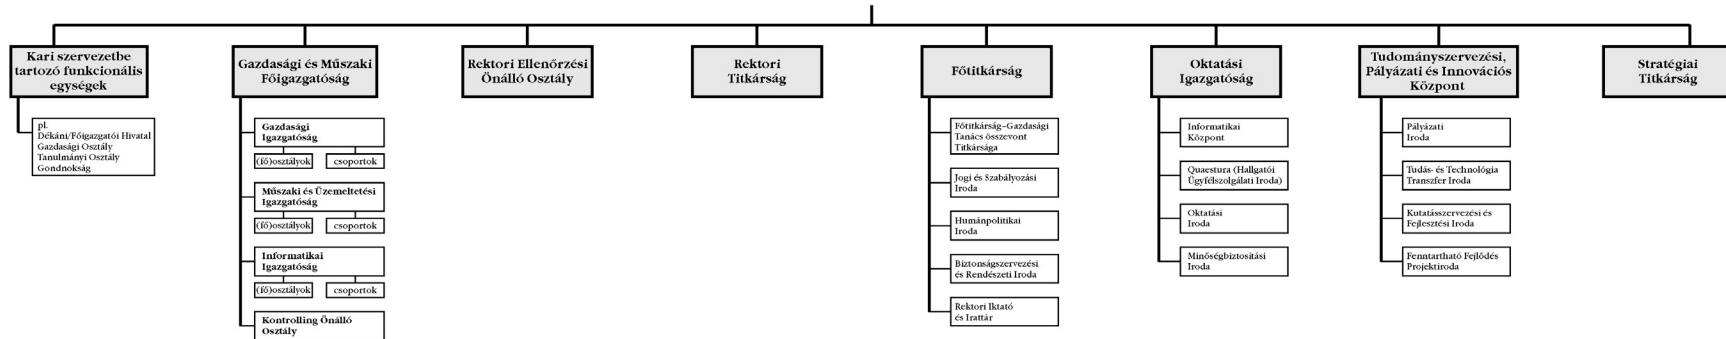 Kari szervezetbe
tartozó funkcionális
egységek
pl.
Dékáni/Főigazgatói Hivatal
Gazdasági Osztály
Tanulmányi Osztály
Gondnokság
Gazdasági és Műszaki
Főigazgatóság
Gazdasági
Igazgatóság
(fő)osztályok
csoportok
Műszaki és Üzemeltetési
Igazgatóság
(fő)osztályok
csoportok
Informatikai
Igazgatóság
(fő)osztályok
csoportok
Kontrolling Önálló
Osztály
Rektori Ellenőrzési
Önálló Osztály
Rektori
Titkárság
Főtitkárság
Főtitkárság–Gazdasági
Tanács összevont
Titkársága
Jogi és Szabályozási
Iroda
Humánpolitikai
Iroda
Biztonságszervezési
és Rendészeti Iroda
Rektori Iktató
és Irattár
Oktatási
Igazgatóság
Informatikai
Központ
Quaestura (Hallgatói
Ügyfélszolgálati Iroda)
Oktatási
Iroda
Minőségbiztosítási
Iroda
Tudományszervezési,
Pályázati és Innovációs
Központ
Pályázati
Iroda
Tudás- és Technológia
Transzfer Iroda
Kutatásszervezési és
Fejlesztési Iroda
Fenntartható Fejlődés
Projektiroda
Stratégiai
Titkárság